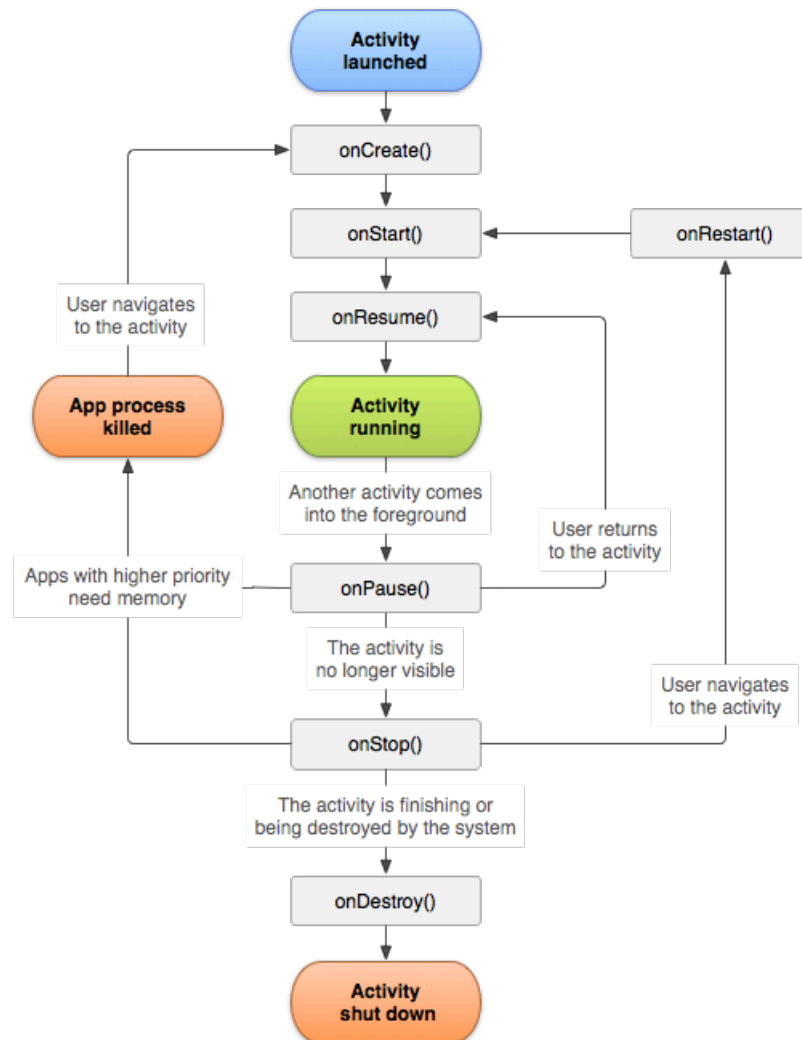 Activity
launched
onCreate()
onStart()
onRestart()
User navigates
to the activity
onResume()
App process
killed
Activity
running
Another activity comes
into the foreground
User returns
to the activity
Apps with higher priority
need memory
onPause()
The activity is
no longer visible
User navigates
to the activity
onStop()
The activity is finishing or
being destroyed by the system
onDestroy()
Activity
shut down